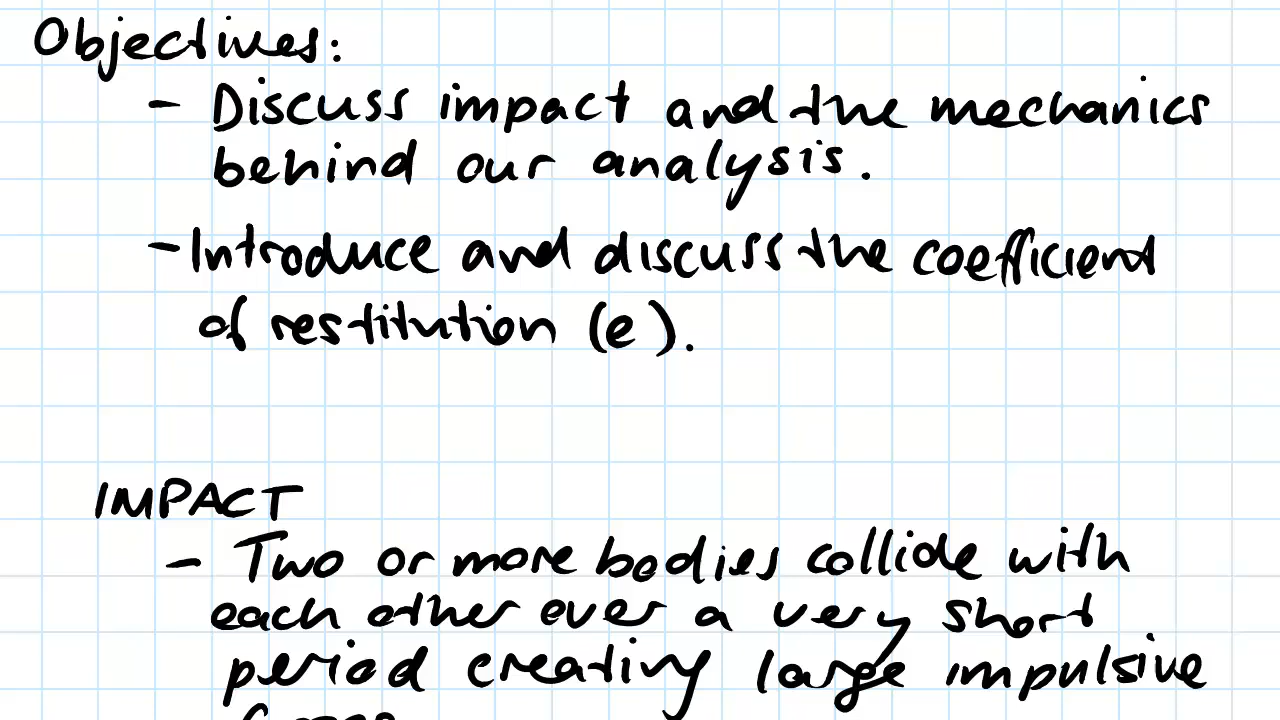 Objectives:
- Discuss impact and the mechanics
behind our analysis.
- Introduce and discuss the coefficient
of restitution (e).
IMPACT
- Two or more bodies collide with
each other over a very short
period creating large impulsive